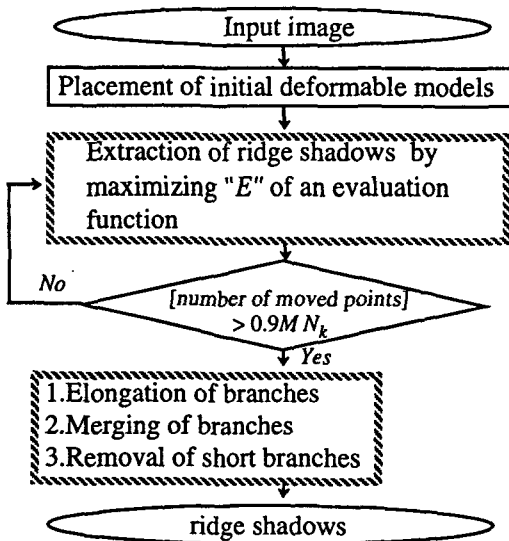 Input image
Placement of initial deformable models
Extraction of ridge shadows by
maximizing "E" of an evaluation
function
No
[number of moved points]
> 0.9M N_k
Yes
1.Elongation of branches
2.Merging of branches
3.Removal of short branches
ridge shadows